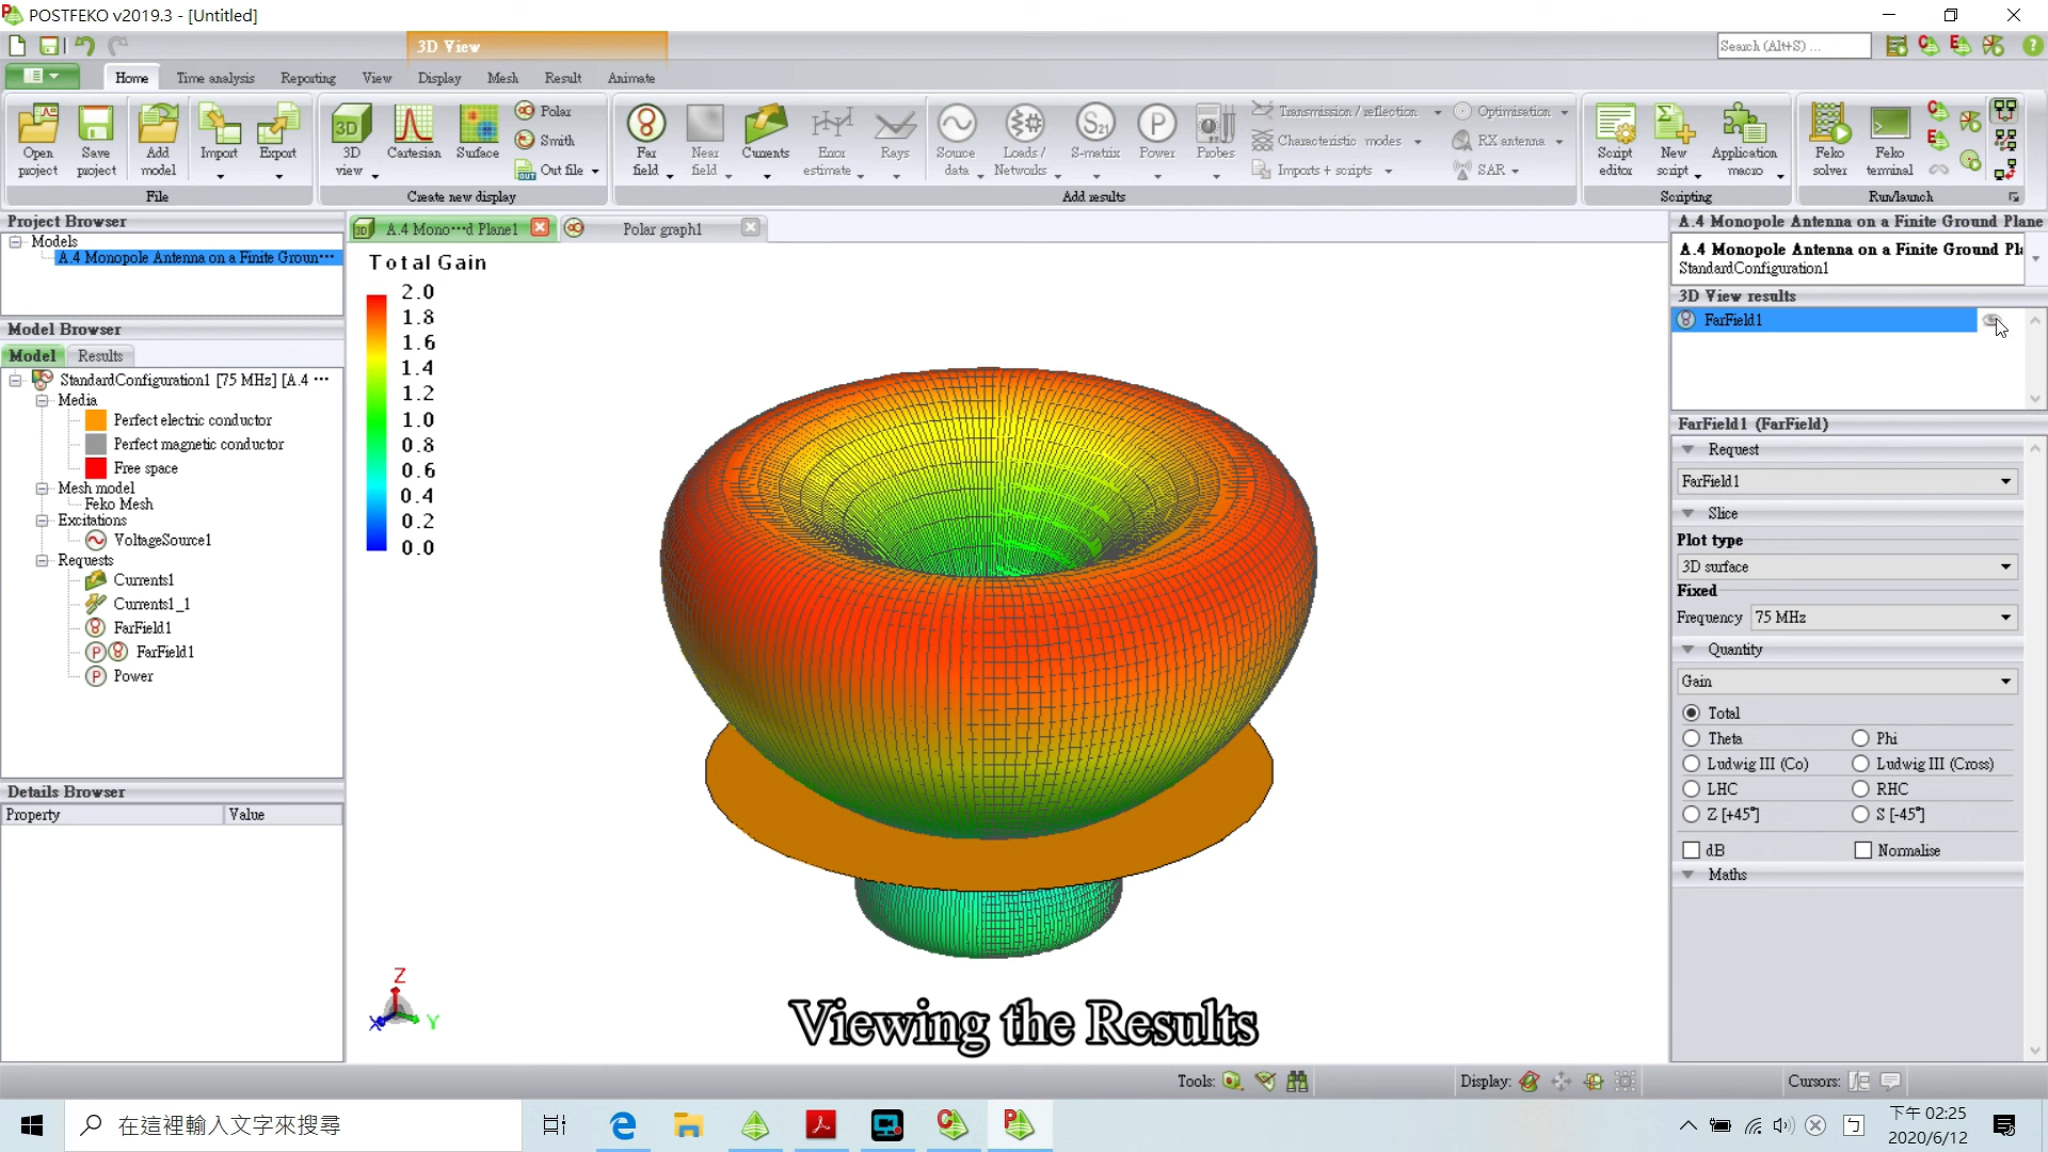 POSTFEKO v2019.3 - [Untitled]
3D View
Search (Alt+S) ...
Home
Time analysis
Reporting
View
Display
Mesh
Result
Animate
Open project
Save project
Add model
Import
Export
3D view
Cartesian
Surface
Polar
Smith
Out file
Far field
Near field
Currents
Error estimate
Rays
Source data
Loads / Networks
S-matrix
Power
Probes
Transmission / reflection
Characteristic modes
Imports + scripts
Optimisation
RX antenna
SAR
Script editor
New script
Application macro
Feko solver
Feko terminal
File
Create new display
Add results
Scripting
Run/launch
Project Browser
Models
A.4 Monopole Antenna on a Finite Groun···
Model Browser
Model
Results
StandardConfiguration1 [75 MHz] [A.4 ···
Media
Perfect electric conductor
Perfect magnetic conductor
Free space
Mesh model
Feko Mesh
Excitations
VoltageSource1
Requests
Currents1
Currents1_1
FarField1
FarField1
Power
Details Browser
Property
Value
A.4 Mono···d Plane1
Polar graph1
Total Gain
2.0
1.8
1.6
1.4
1.2
1.0
0.8
0.6
0.4
0.2
0.0
Z
X
Y
Viewing the Results
A.4 Monopole Antenna on a Finite Ground Plane
A.4 Monopole Antenna on a Finite Ground Pla
StandardConfiguration1
3D View results
FarField1
FarField1 (FarField)
Request
FarField1
Slice
Plot type
3D surface
Fixed
Frequency 75 MHz
Quantity
Gain
Total
Theta
Phi
Ludwig III (Co)
Ludwig III (Cross)
LHC
RHC
Z [+45°]
S [-45°]
dB
Normalise
Maths
Tools:
Display:
Cursors:
在這裡輸入文字來搜尋
下午 02:25
2020/6/12